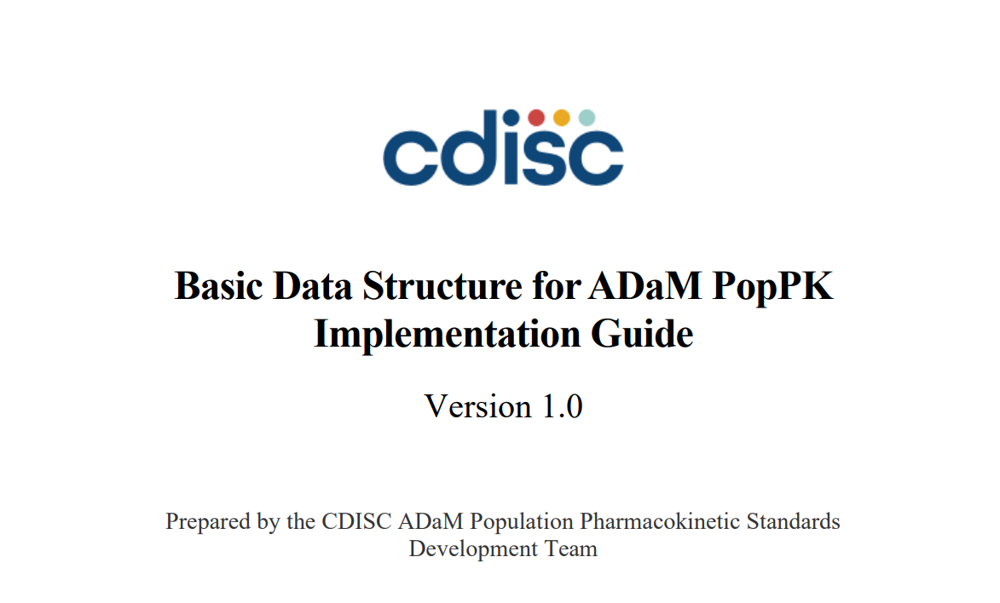 cdisc
Basic Data Structure for ADaM PopPK
Implementation Guide
Version 1.0
Prepared by the CDISC ADaM Population Pharmacokinetic Standards
Development Team